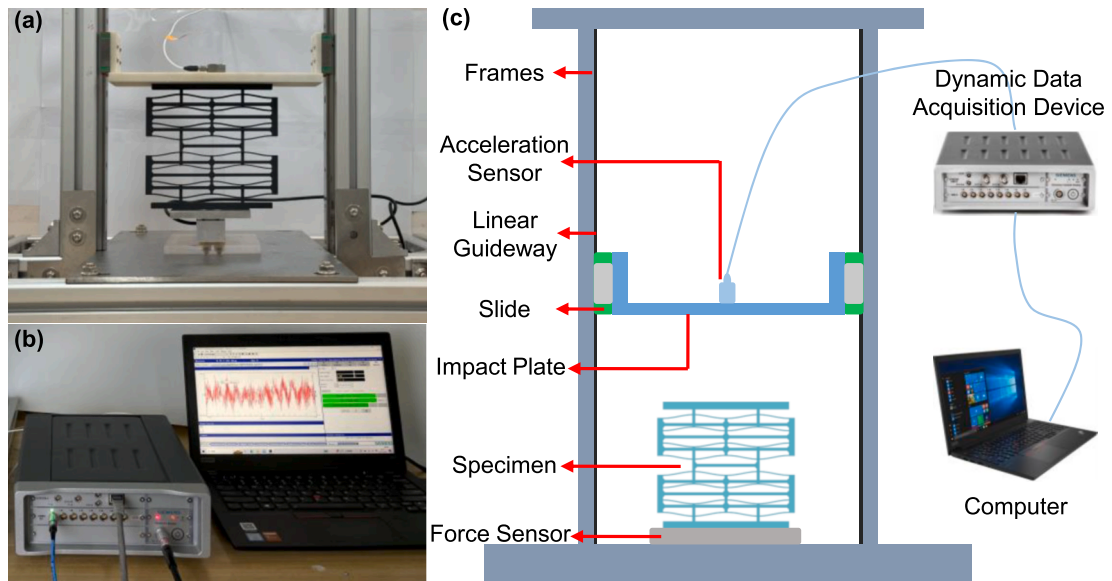 (a)
(b)
(c)
Frames
Acceleration
Sensor
Linear
Guideway
Slide
Impact Plate
Specimen
Force Sensor
Dynamic Data
Acquisition Device
Computer